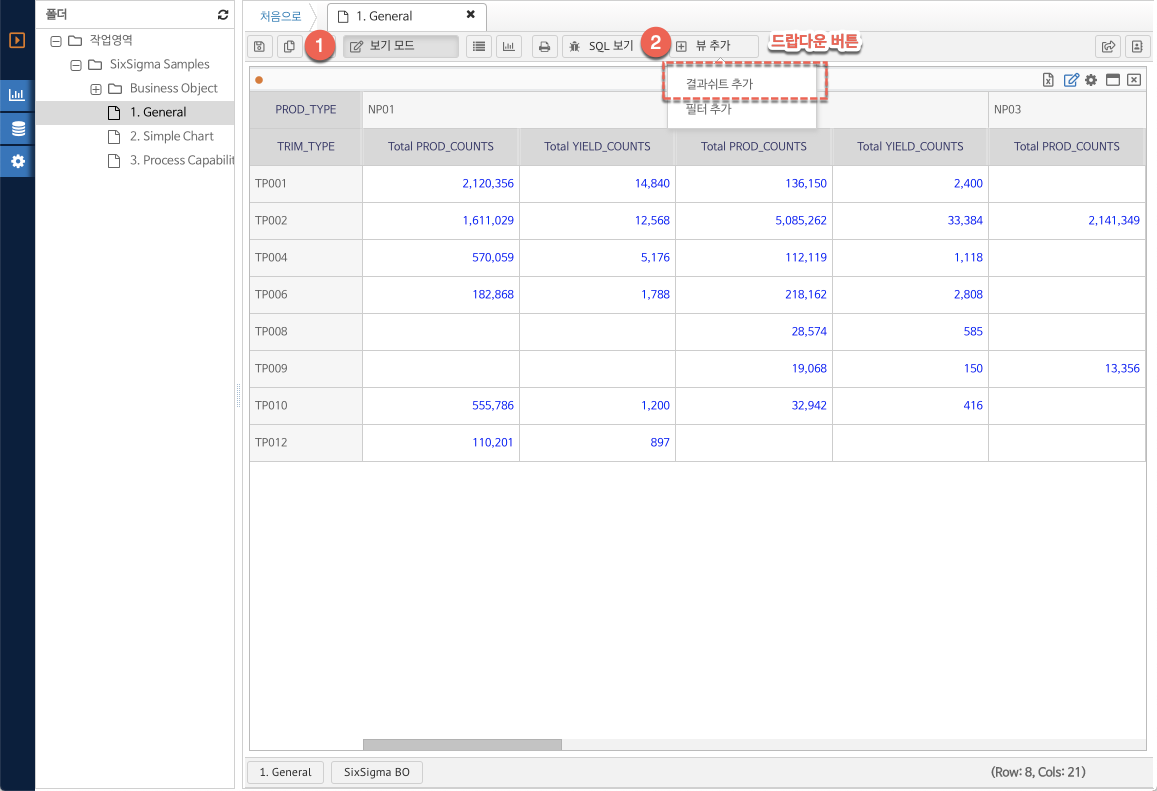 폴더
작업영역
SixSigma Samples
Business Object
1. General
2. Simple Chart
3. Process Capabilit
처음으로
1. General
1
보기 모드
SQL 보기
2
뷰 추가
드랍다운 버튼
결과쉬트 추가
필터 추가
PROD_TYPE NP01 NP03
TRIM_TYPE Total PROD_COUNTS Total YIELD_COUNTS Total PROD_COUNTS Total YIELD_COUNTS Total PROD_COUNTS
TP001 2,120,356 14,840 136,150 2,400
TP002 1,611,029 12,568 5,085,262 33,384 2,141,349
TP004 570,059 5,176 112,119 1,118
TP006 182,868 1,788 218,162 2,808
TP008 28,574 585
TP009 19,068 150 13,356
TP010 555,786 1,200 32,942 416
TP012 110,201 897
1. General
SixSigma BO
(Row: 8, Cols: 21)